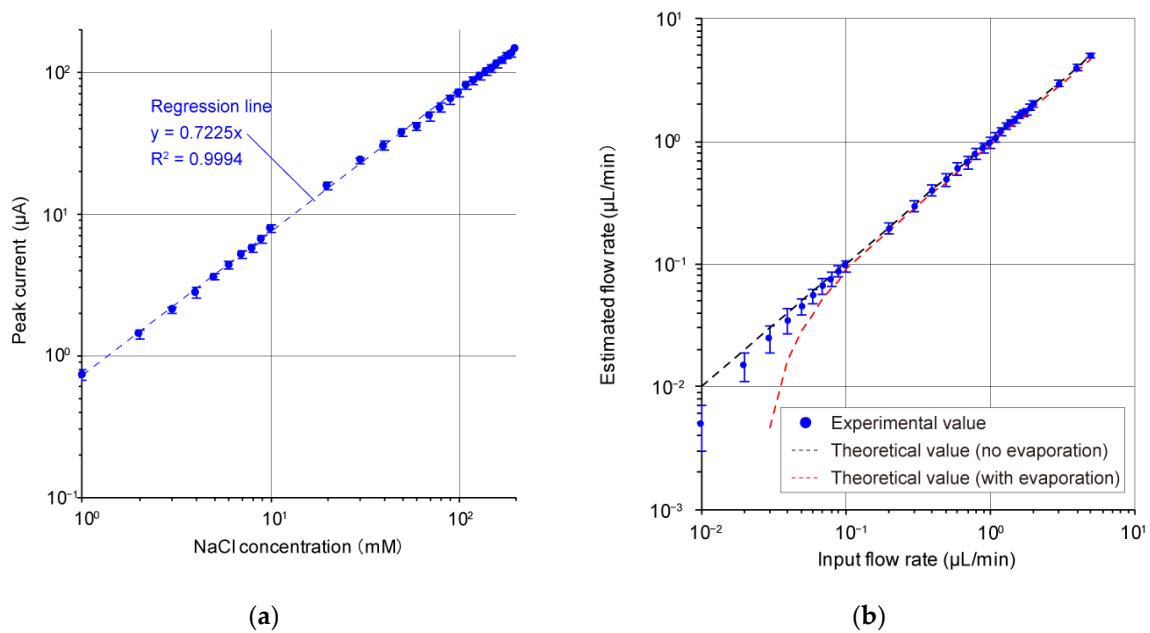 10²
10¹
10⁰
10⁻¹
Peak current (µA)
Regression line
y = 0.7225x
R² = 0.9994
10⁰
10¹
10²
NaCl concentration (mM)
(a)
10¹
10⁰
10⁻¹
10⁻²
10⁻³
Estimated flow rate (µL/min)
Experimental value
Theoretical value (no evaporation)
Theoretical value (with evaporation)
10⁻²
10⁻¹
10⁰
10¹
Input flow rate (µL/min)
(b)